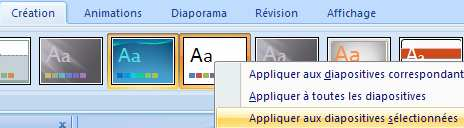 Création Animations Diaporama Révision Affichage
Aa Aa Aa Aa Aa Aa
Appliquer aux diapositives correspondant
Appliquer à toutes les diapositives
Appliquer aux diapositives sélectionnées